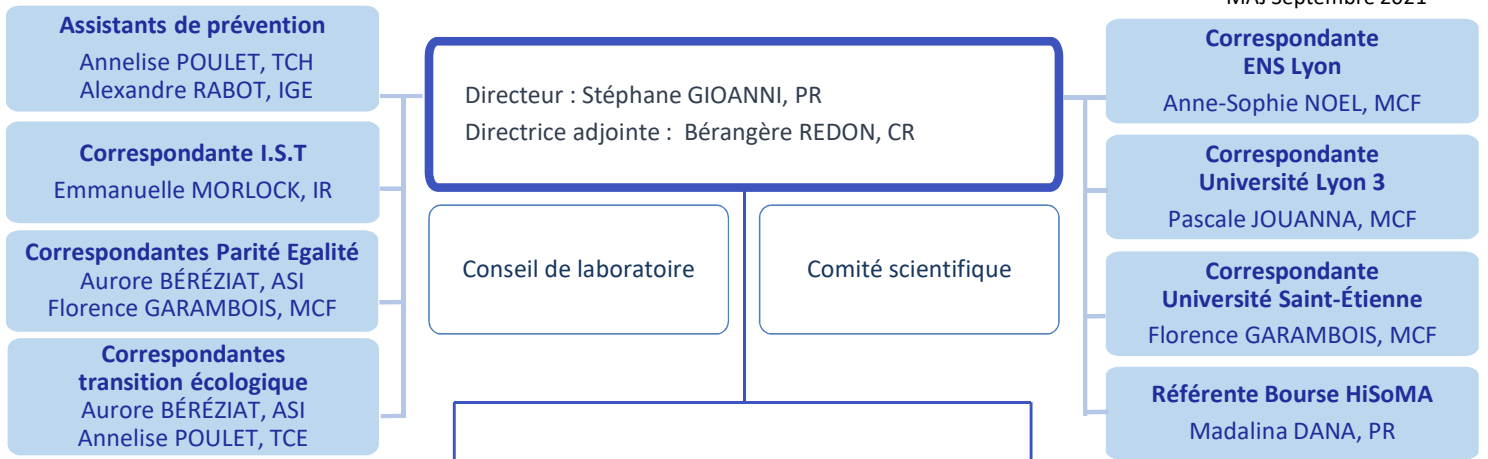 MAJ Septembre 2021
Assistants de prévention
Annelise POULET, TCH
Alexandre RABOT, IGE
Correspondante I.S.T
Emmanuelle MORLOCK, IR
Correspondantes Parité Egalité
Aurore BÉRÉZIAT, ASI
Florence GARAMBOIS, MCF
Correspondantes
transition écologique
Aurore BÉRÉZIAT, ASI
Annelise POULET, TCE
Directeur : Stéphane GIOANNI, PR
Directrice adjointe : Bérangère REDON, CR
Conseil de laboratoire
Comité scientifique
Correspondante
ENS Lyon
Anne-Sophie NOEL, MCF
Correspondante
Université Lyon 3
Pascale JOUANNA, MCF
Correspondante
Université Saint-Étienne
Florence GARAMBOIS, MCF
Référente Bourse HiSoMA
Madalina DANA, PR